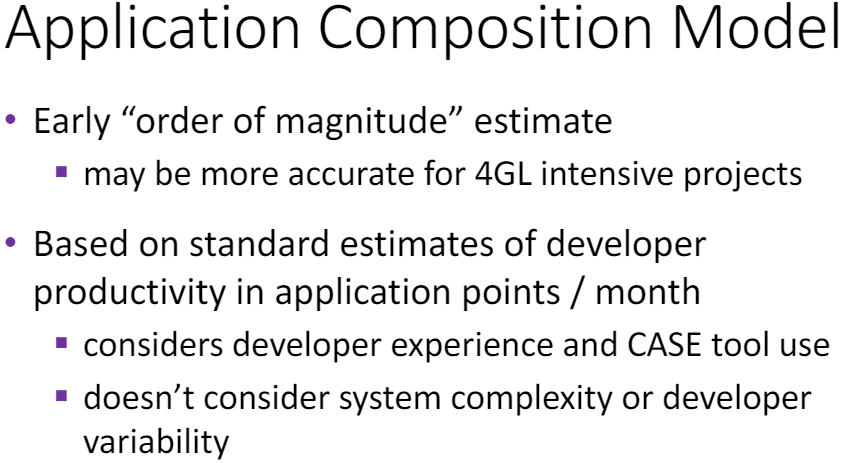 Application Composition Model
• Early “order of magnitude” estimate
▪ may be more accurate for 4GL intensive projects
• Based on standard estimates of developer
productivity in application points / month
▪ considers developer experience and CASE tool use
▪ doesn’t consider system complexity or developer
variability